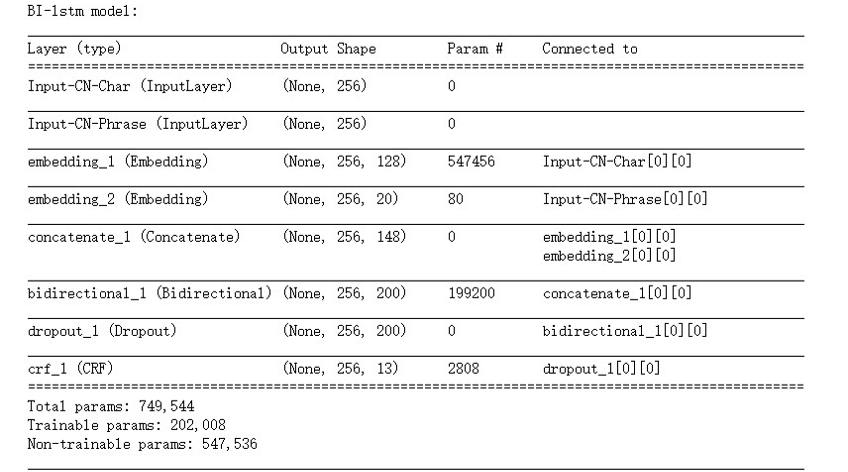 BI-lstm model:
Layer (type) Output Shape Param # Connected to
================================================================================
Input-CN-Char (InputLayer) (None, 256) 0
Input-CN-Phrase (InputLayer) (None, 256) 0
embedding_1 (Embedding) (None, 256, 128) 547456 Input-CN-Char[0][0]
embedding_2 (Embedding) (None, 256, 20) 80 Input-CN-Phrase[0][0]
concatenate_1 (Concatenate) (None, 256, 148) 0 embedding_1[0][0]
embedding_2[0][0]
bidirectional_1 (Bidirectional) (None, 256, 200) 199200 concatenate_1[0][0]
dropout_1 (Dropout) (None, 256, 200) 0 bidirectional_1[0][0]
crf_1 (CRF) (None, 256, 13) 2808 dropout_1[0][0]
================================================================================
Total params: 749,544
Trainable params: 202,008
Non-trainable params: 547,536